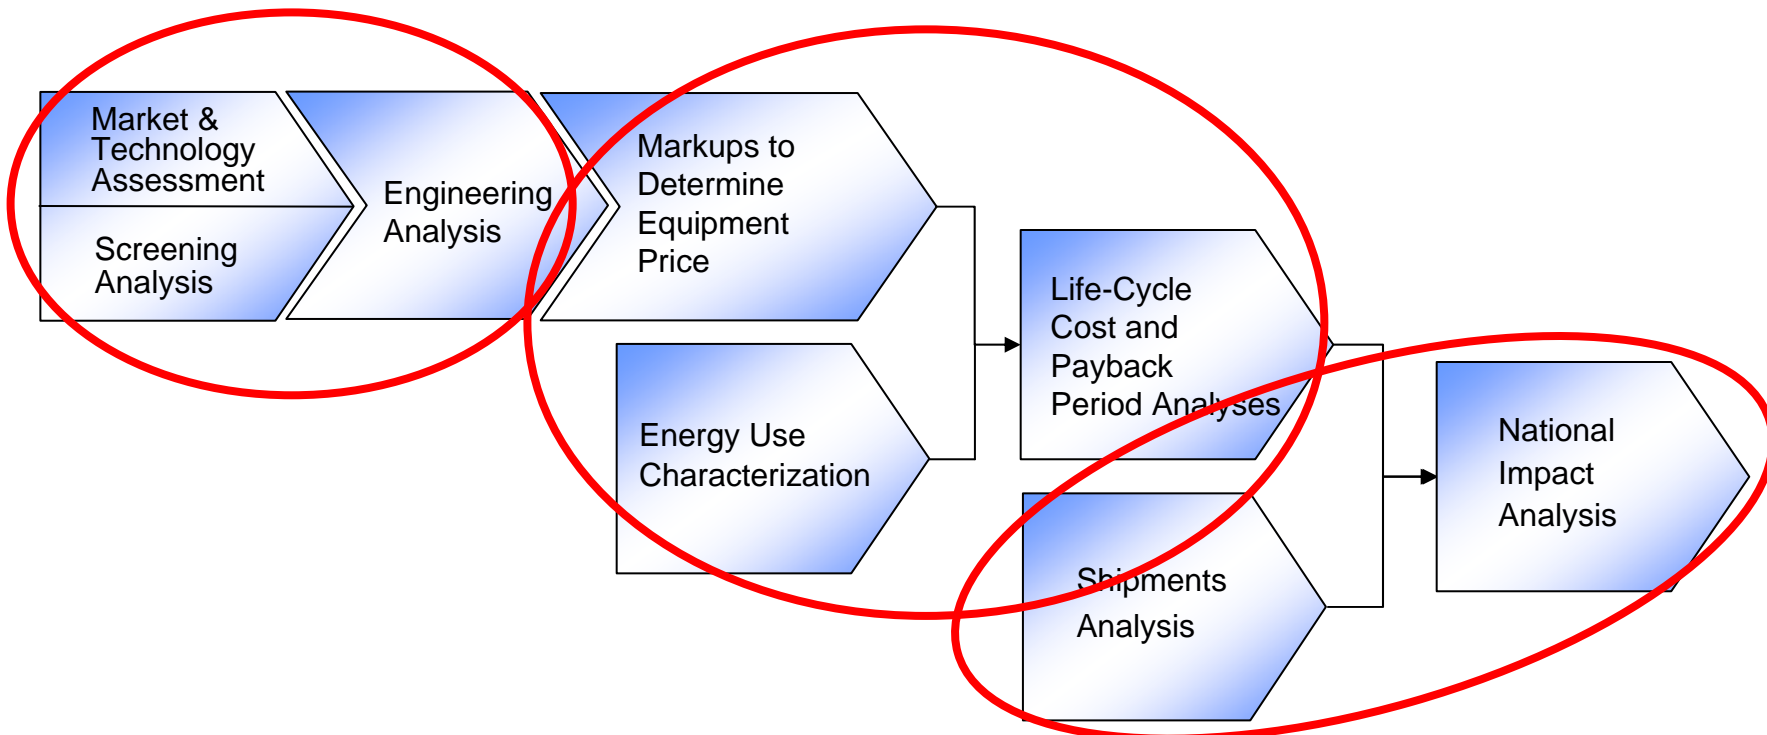 Market &
Technology
Assessment
Screening
Analysis
Engineering
Analysis
Markups to
Determine
Equipment
Price
Energy Use
Characterization
Life-Cycle
Cost and
Payback
Period Analyses
Shipments
Analysis
National
Impact
Analysis